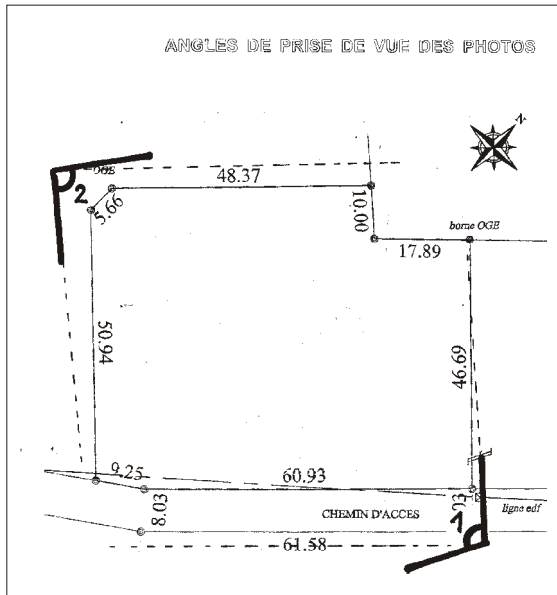 ANGLES DE PRISE DE VUE DES PHOTOS
N
OGE
2
48.37
5.66
10.00
borne OGE
17.89
50.94
46.69
9.25
60.93
8.03
CHEMIN D'ACCES
1
ligne edf
61.58